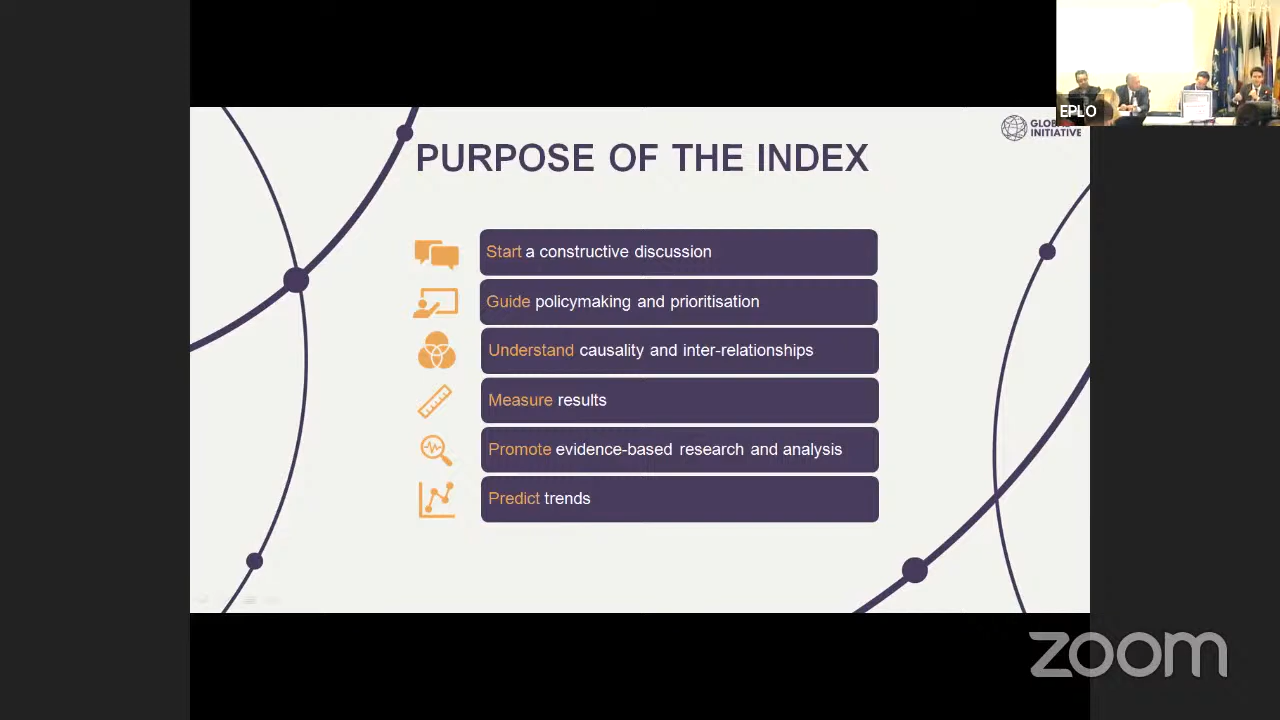 EPLO
GLOBAL
INITIATIVE
PURPOSE OF THE INDEX
Start a constructive discussion
Guide policymaking and prioritisation
Understand causality and inter-relationships
Measure results
Promote evidence-based research and analysis
Predict trends
zoom